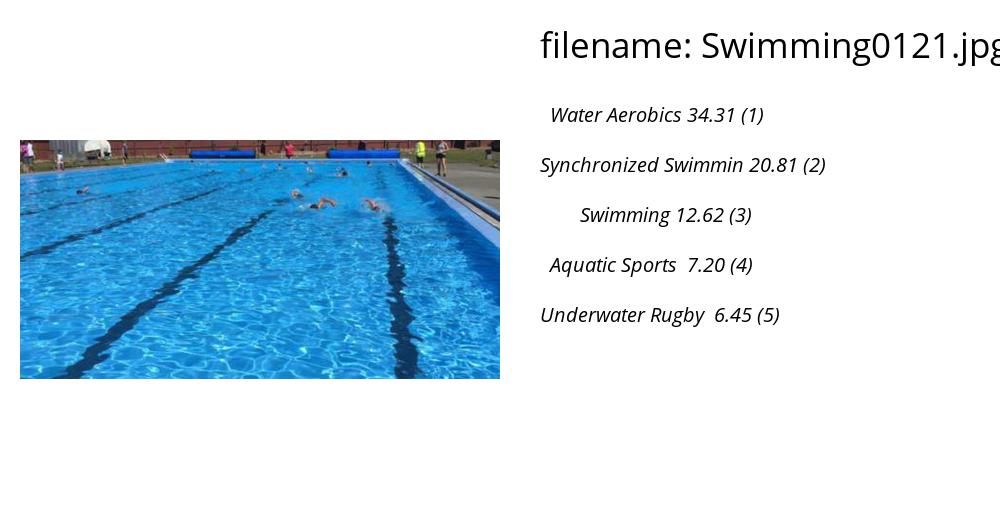 filename: Swimming0121.jpg
Water Aerobics 34.31 (1)
Synchronized Swimmin 20.81 (2)
Swimming 12.62 (3)
Aquatic Sports 7.20 (4)
Underwater Rugby 6.45 (5)